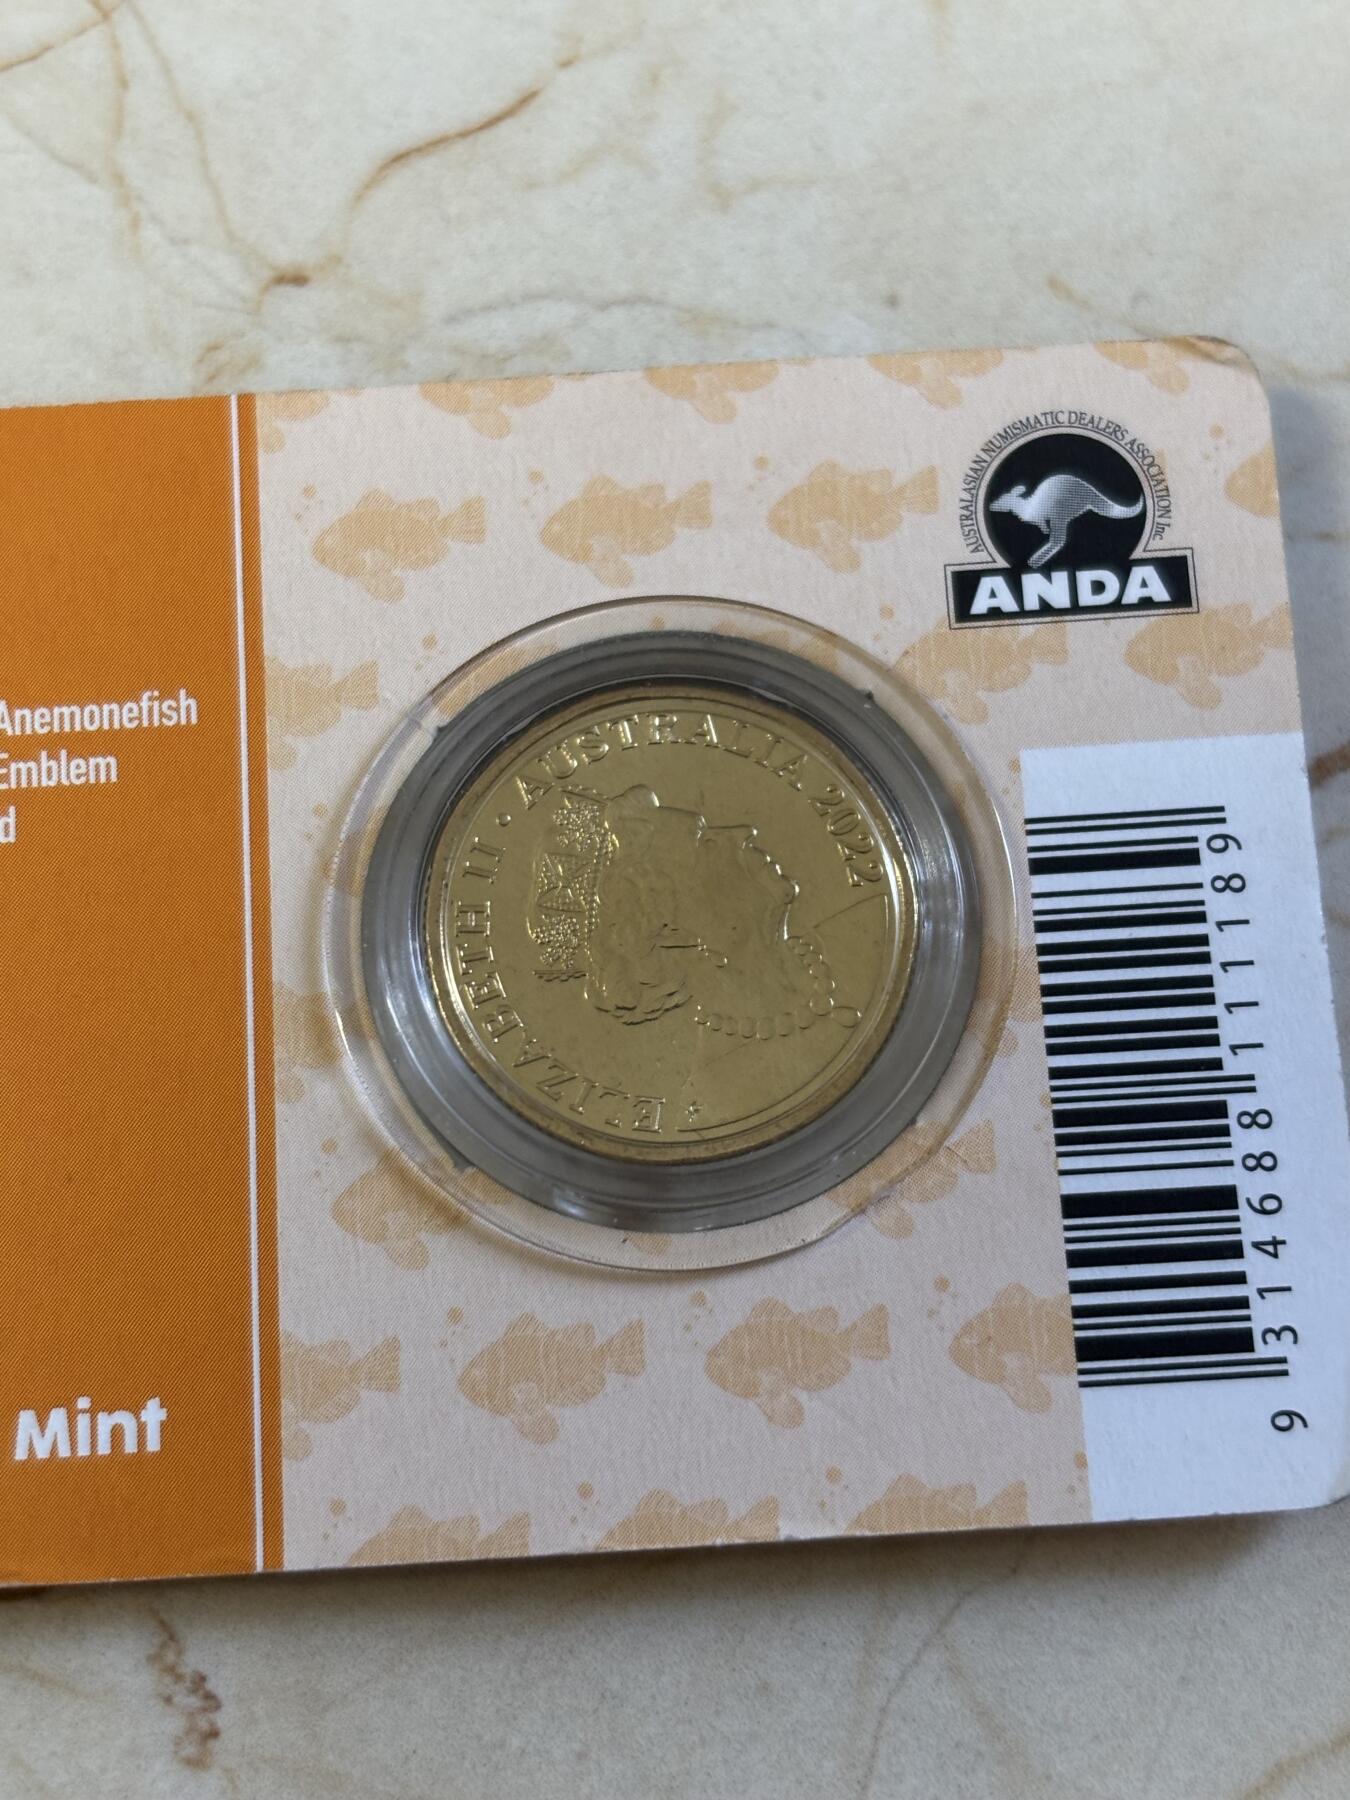 Anemonefish
Emblem
d
Mint
ELIZABETH II • AUSTRALIA 2022
AUSTRALASIAN NUMISMATIC DEALERS ASSOCIATION Inc
ANDA
9 314688 111189